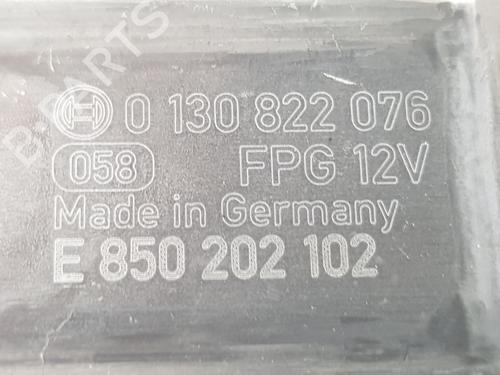 0 130 822 076
058 FPG 12V
Made in Germany
E 850 202 102
B-PARTS